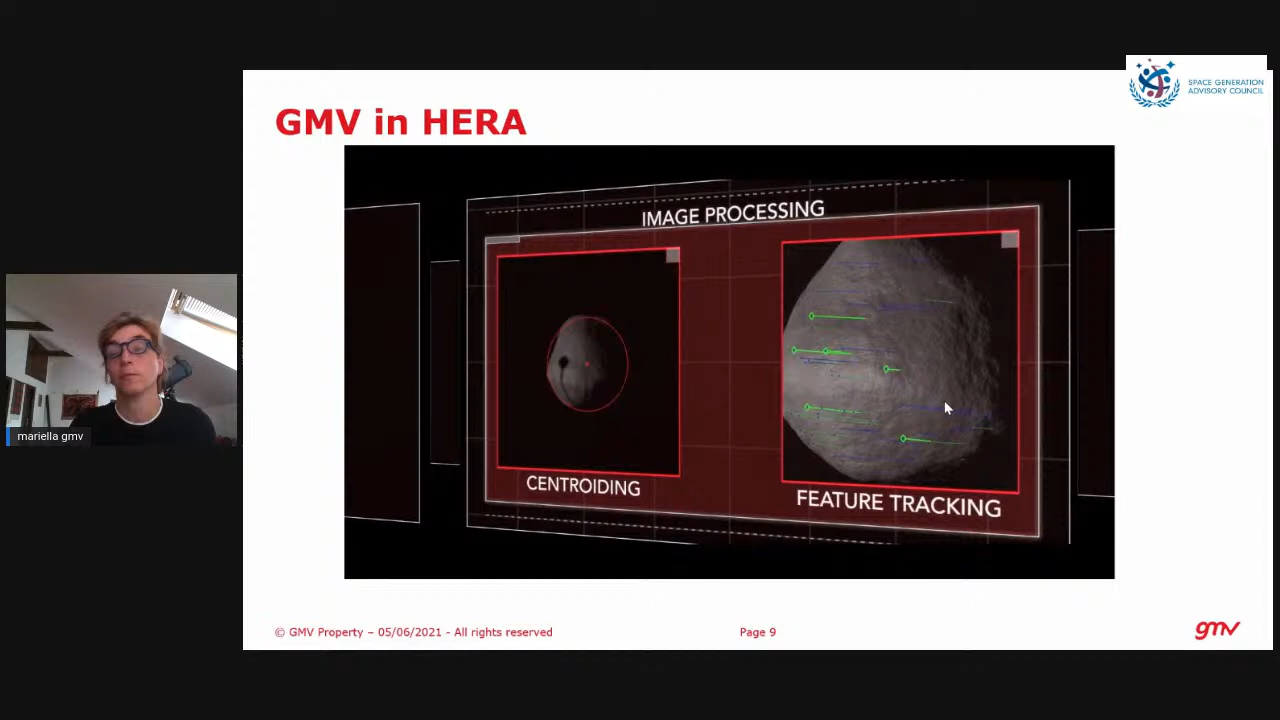 SPACE GENERATION
ADVISORY COUNCIL
GMV in HERA
IMAGE PROCESSING
CENTROIDING
FEATURE TRACKING
mariella gmv
© GMV Property – 05/06/2021 - All rights reserved
Page 9
gmv